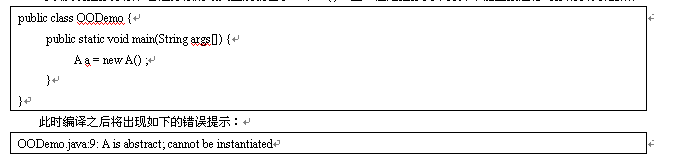 public class OODemo {
public static void main(String args[]) {
A a = new A() ;
}
}
此时编译之后将出现如下的错误提示：
OODemo.java:9: A is abstract; cannot be instantiated